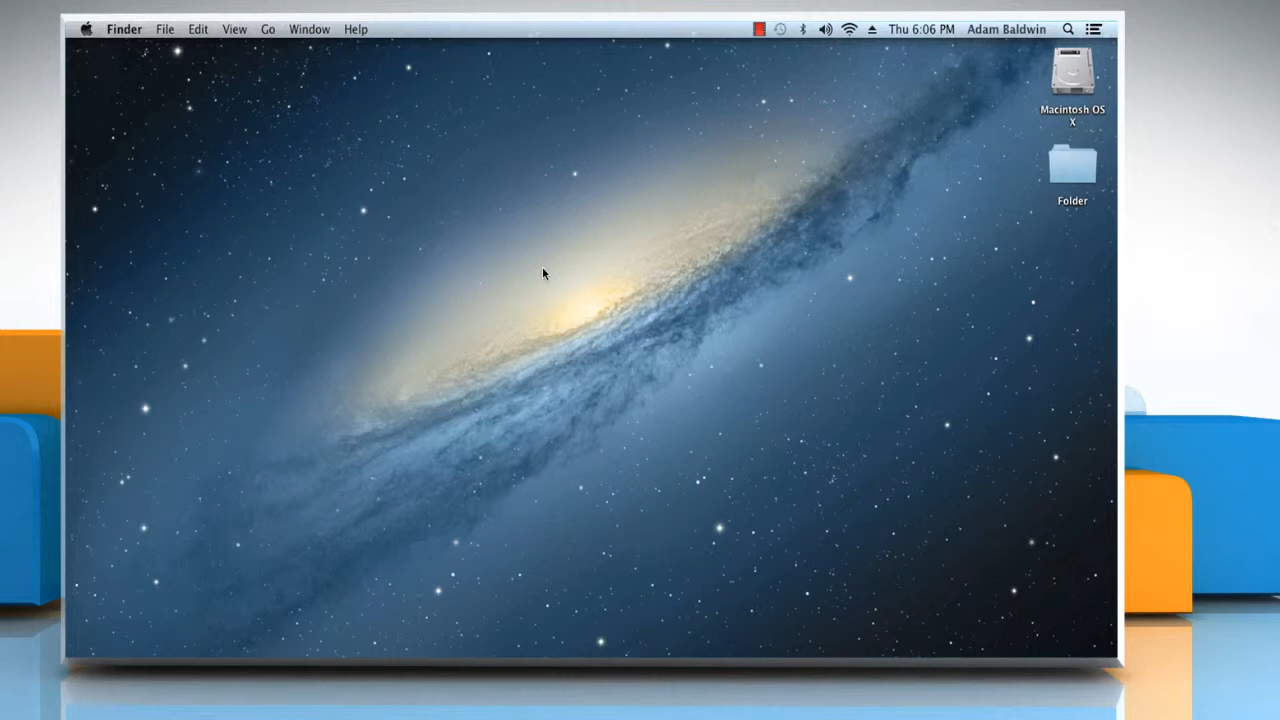 Finder File Edit View Go Window Help Thu 6:06 PM Adam Baldwin
Macintosh OS
X
Folder